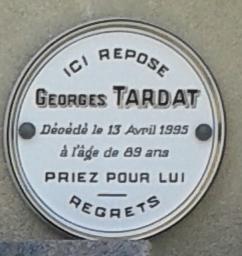 ICI REPOSE
GEORGES TARDAT
Décédé le 13 Avril 1995
à l'âge de 89 ans
PRIEZ POUR LUI
REGRETS